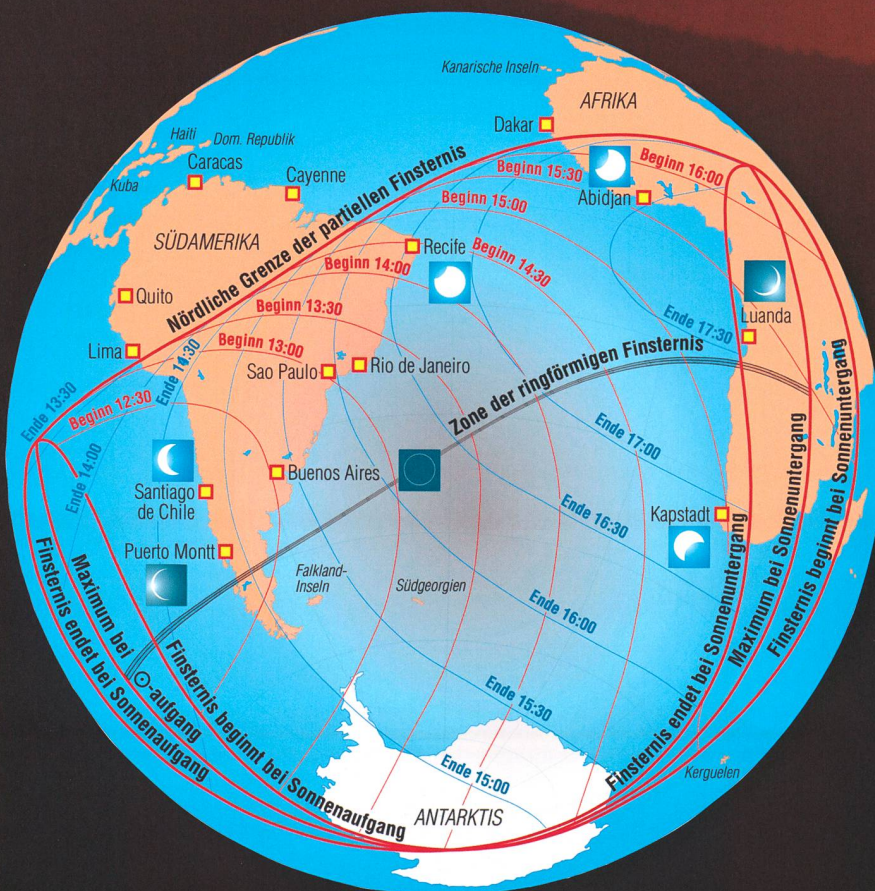 Kanarische Inseln
AFRIKA
Dakar
Haiti
Dom. Republik
Caracas
Kuba
Cayenne
Nördliche Grenze der partiellen Finsternis
Beginn 15:30
Beginn 16:00
Abidjan
Beginn 15:00
SÜDAMERIKA
Recife
Beginn 14:30
Beginn 14:00
Quito
Beginn 13:30
Luanda
Ende 17:30
Lima
Ende 14:30
Beginn 13:00
Sao Paulo
Rio de Janeiro
Zone der ringförmigen Finsternis
Ende 13:30
Beginn 12:30
Ende 17:00
Ende 14:00
Buenos Aires
Santiago
de Chile
Ende 16:30
Kapstadt
Puerto Montt
Falkland-
Inseln
Südgeorgien
Ende 16:00
Finsternis endet bei Sonnenaufgang
Maximum bei
☉-aufgang
Finsternis beginnt bei Sonnenaufgang
Finsternis endet bei Sonnenuntergang
Maximum bei Sonnenuntergang
Finsternis beginnt bei Sonnenuntergang
Ende 15:30
Ende 15:00
Kerguelen
ANTARKTIS